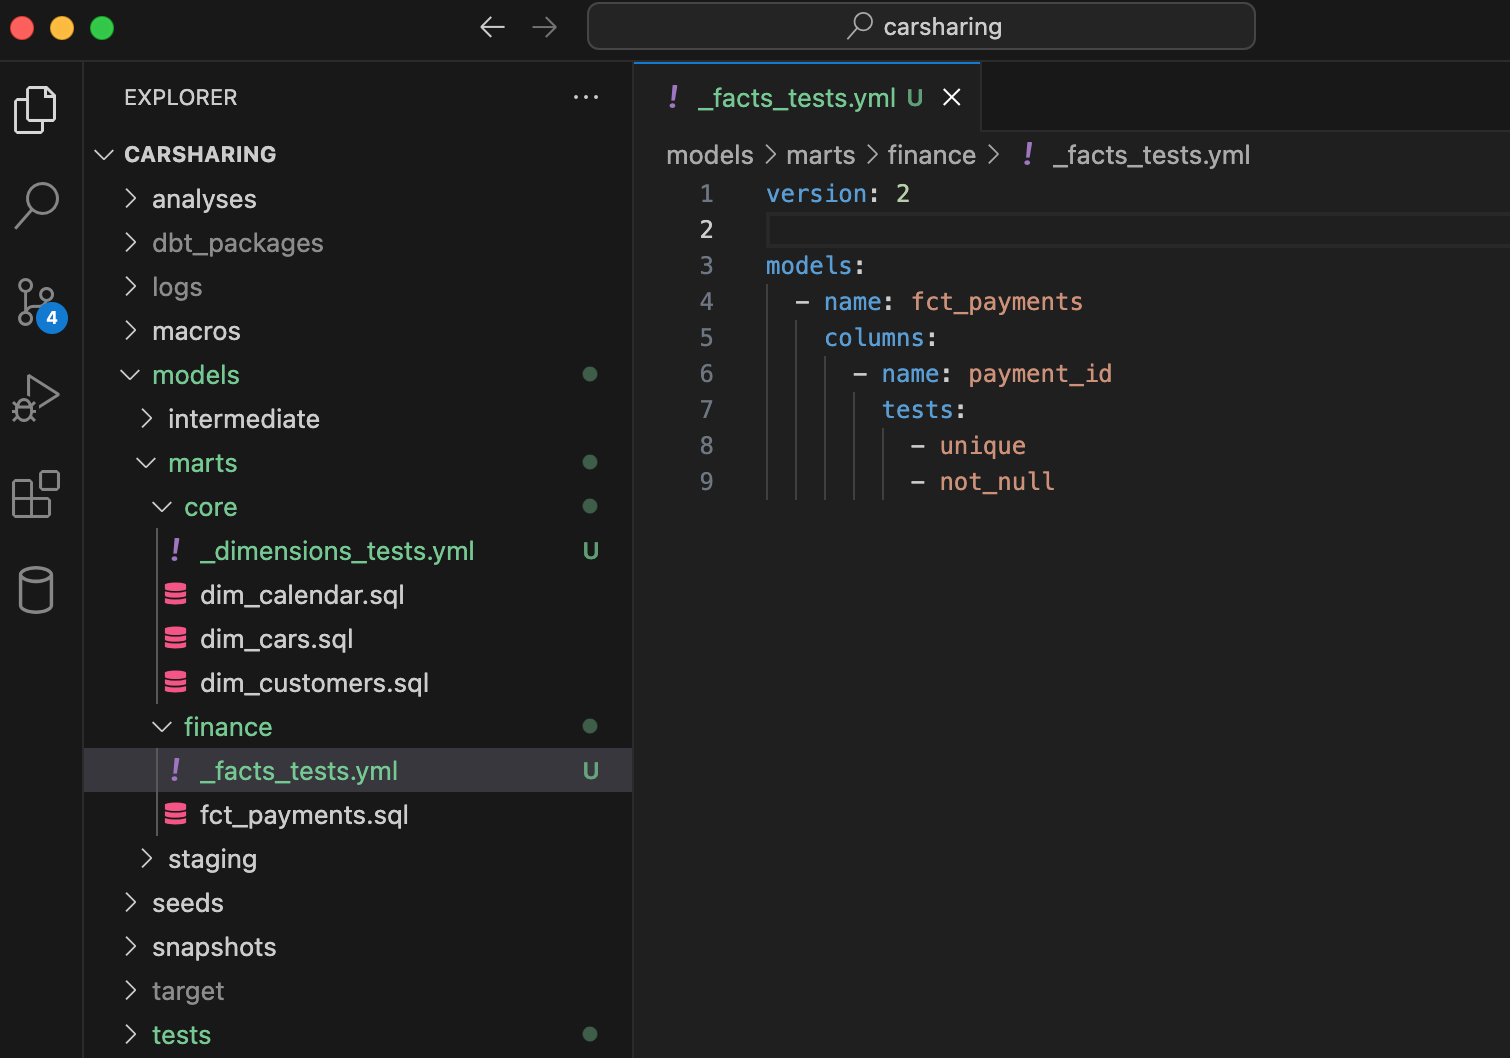 carsharing
EXPLORER
CARSHARING
analyses
dbt_packages
logs
macros
models
intermediate
marts
core
! _dimensions_tests.yml U
dim_calendar.sql
dim_cars.sql
dim_customers.sql
finance
! _facts_tests.yml U
fct_payments.sql
staging
seeds
snapshots
target
tests
4
! _facts_tests.yml U
models > marts > finance > ! _facts_tests.yml
1 version: 2
2
3 models:
4 - name: fct_payments
5 columns:
6 - name: payment_id
7 tests:
8 - unique
9 - not_null